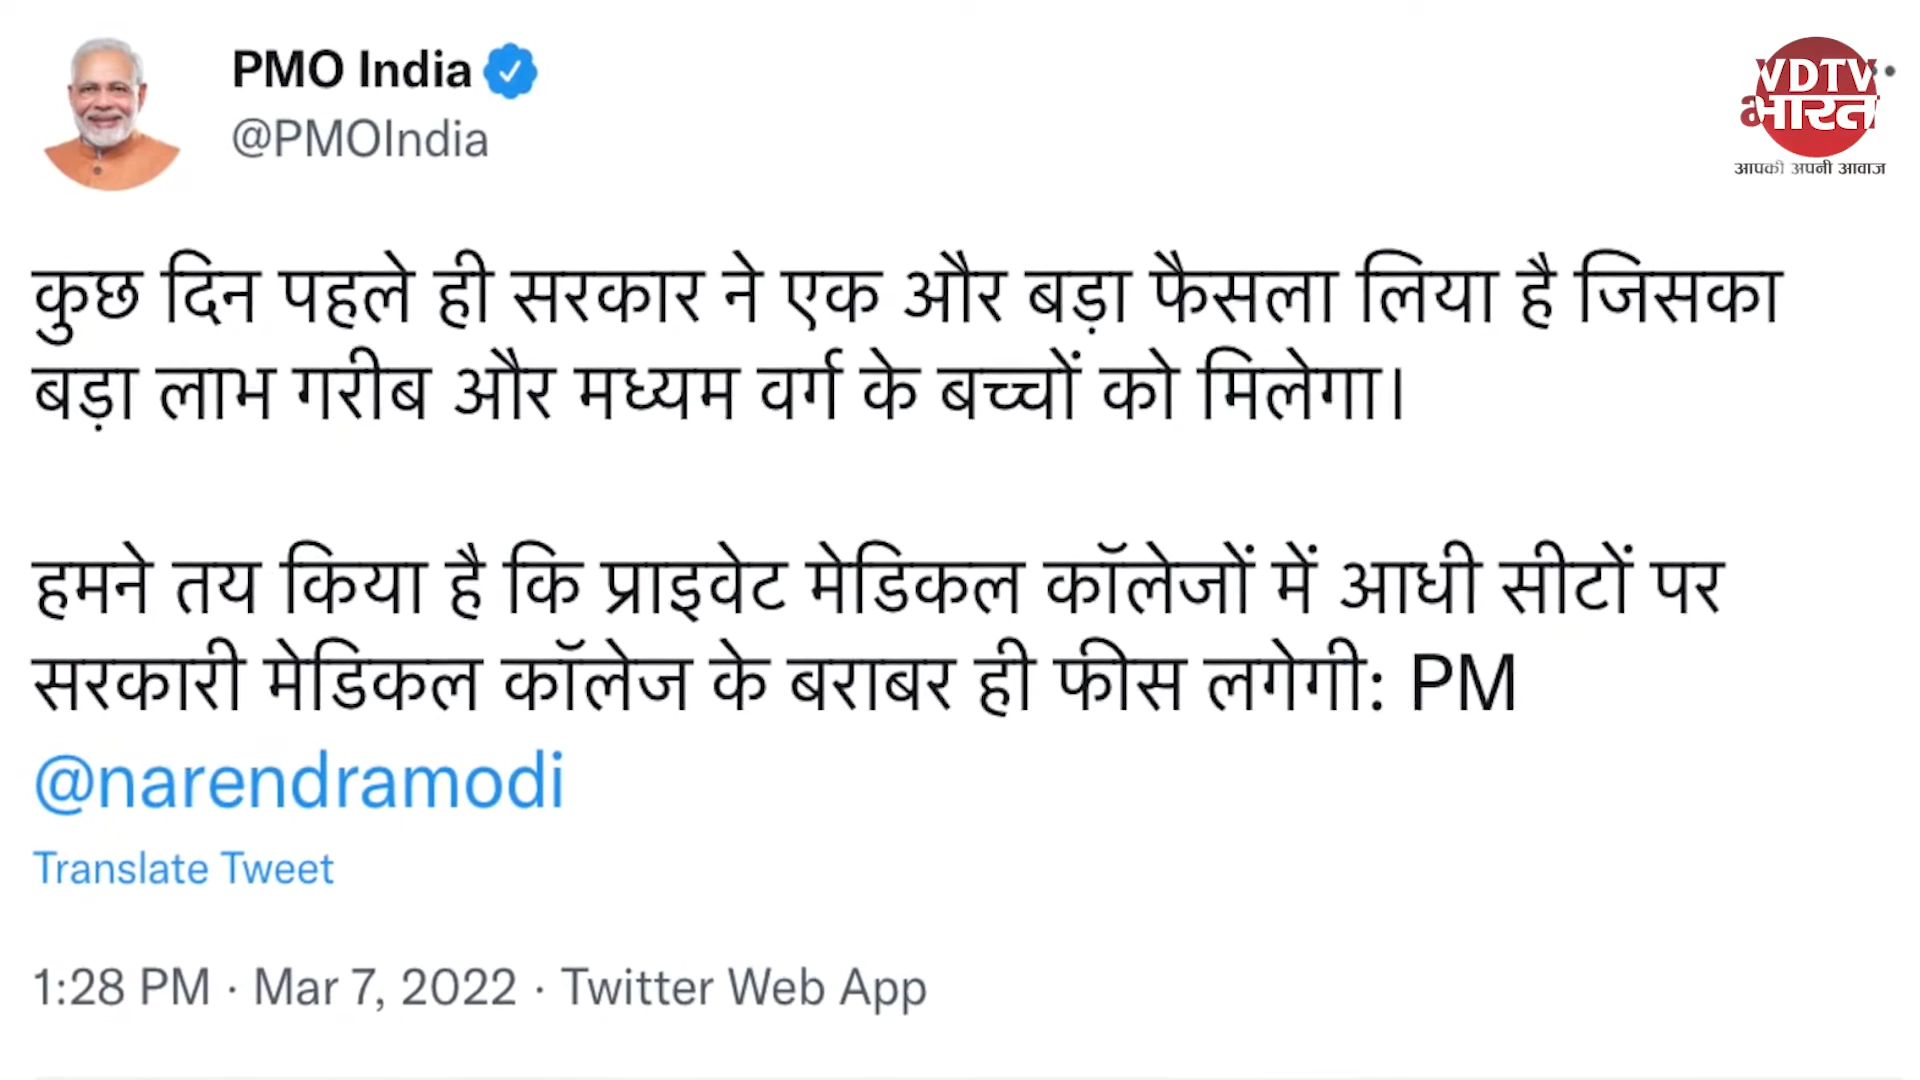 PMO India
@PMOIndia
VDTV
भारत
आपकी अपनी आवाज
कुछ दिन पहले ही सरकार ने एक और बड़ा फैसला लिया है जिसका
बड़ा लाभ गरीब और मध्यम वर्ग के बच्चों को मिलेगा।
हमने तय किया है कि प्राइवेट मेडिकल कॉलेजों में आधी सीटों पर
सरकारी मेडिकल कॉलेज के बराबर ही फीस लगेगी: PM
@narendramodi
Translate Tweet
1:28 PM · Mar 7, 2022 · Twitter Web App